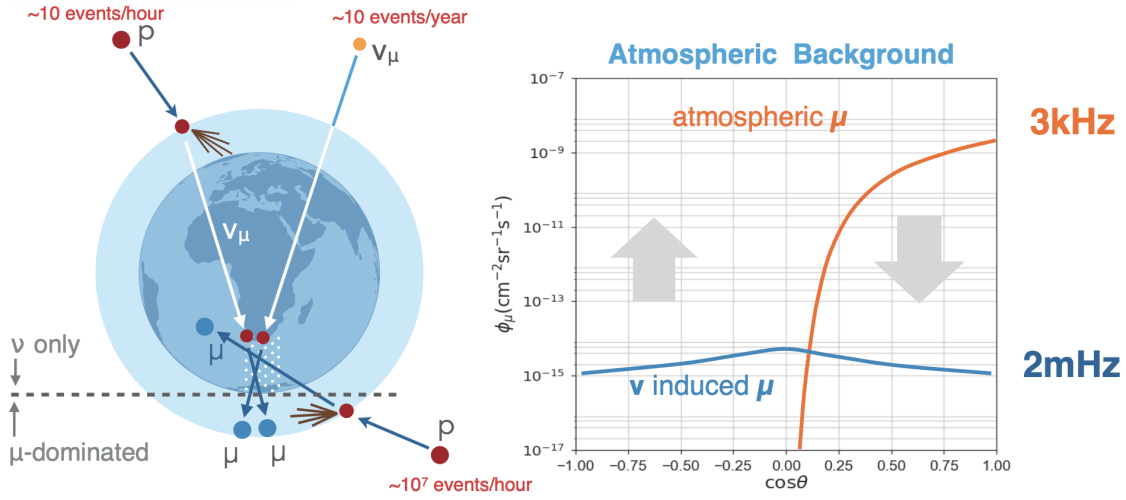 ~10 events/hour
p
~10 events/year
νμ
νμ
μ
ν only
μ-dominated
μ
μ
p
~10⁷ events/hour
Atmospheric Background
atmospheric μ
ν induced μ
10⁻⁷
10⁻⁹
10⁻¹¹
10⁻¹³
10⁻¹⁵
10⁻¹⁷
ϕμ(cm⁻²sr⁻¹s⁻¹)
−1.00 −0.75 −0.50 −0.25 0.00 0.25 0.50 0.75 1.00
cosθ
3kHz
2mHz